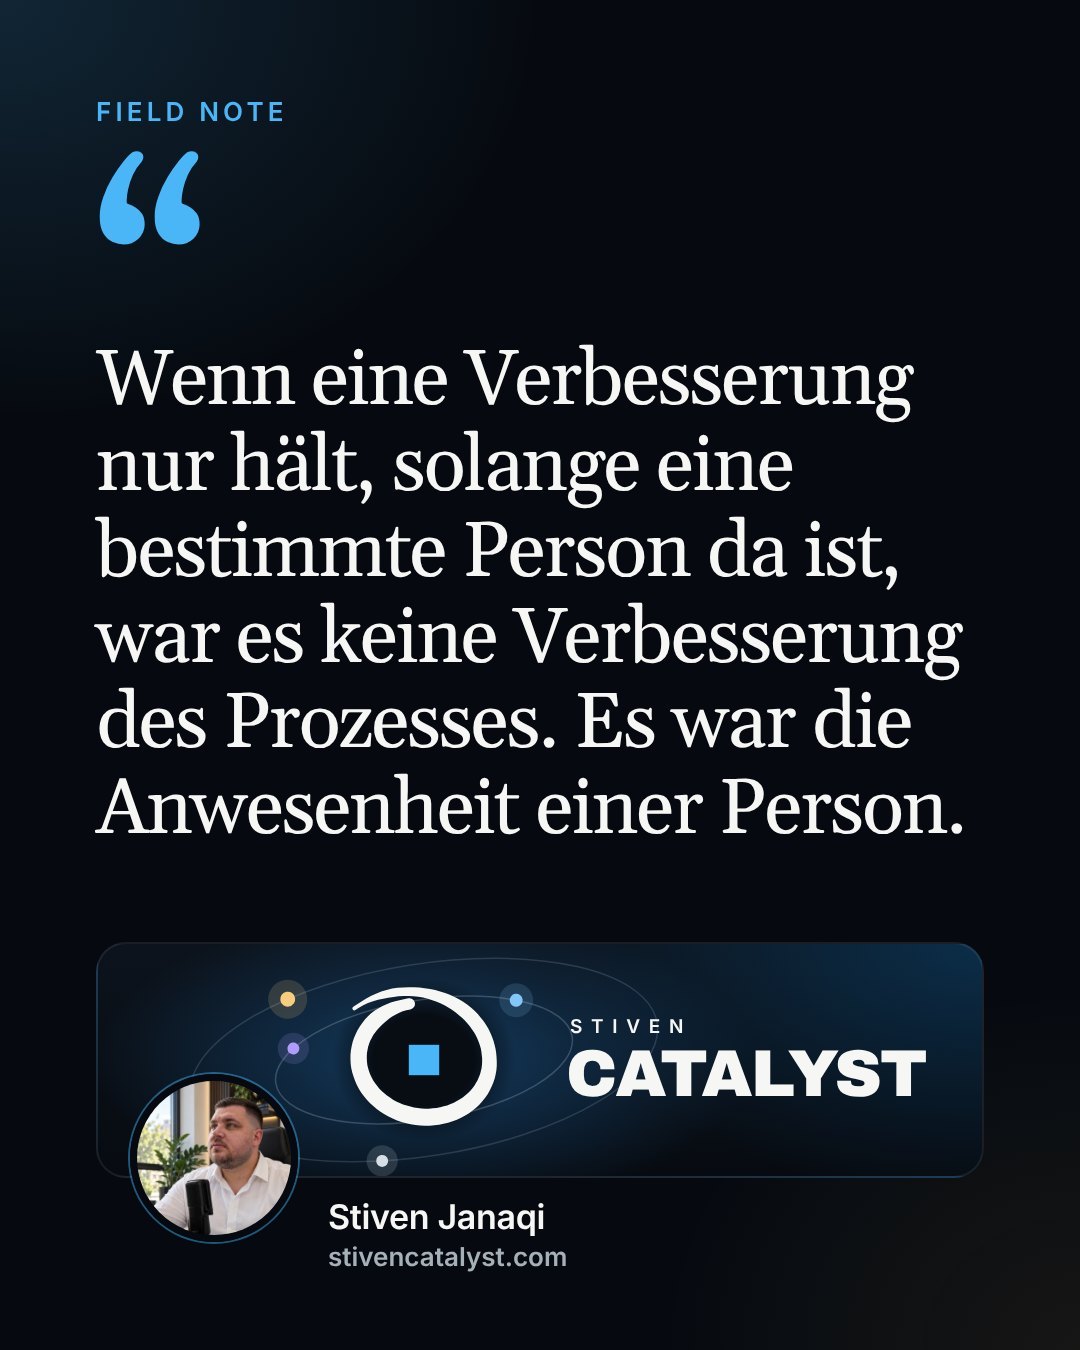 FIELD NOTE
“
Wenn eine Verbesserung
nur hält, solange eine
bestimmte Person da ist,
war es keine Verbesserung
des Prozesses. Es war die
Anwesenheit einer Person.
STIVEN
CATALYST
Stiven Janaqi
stivencatalyst.com